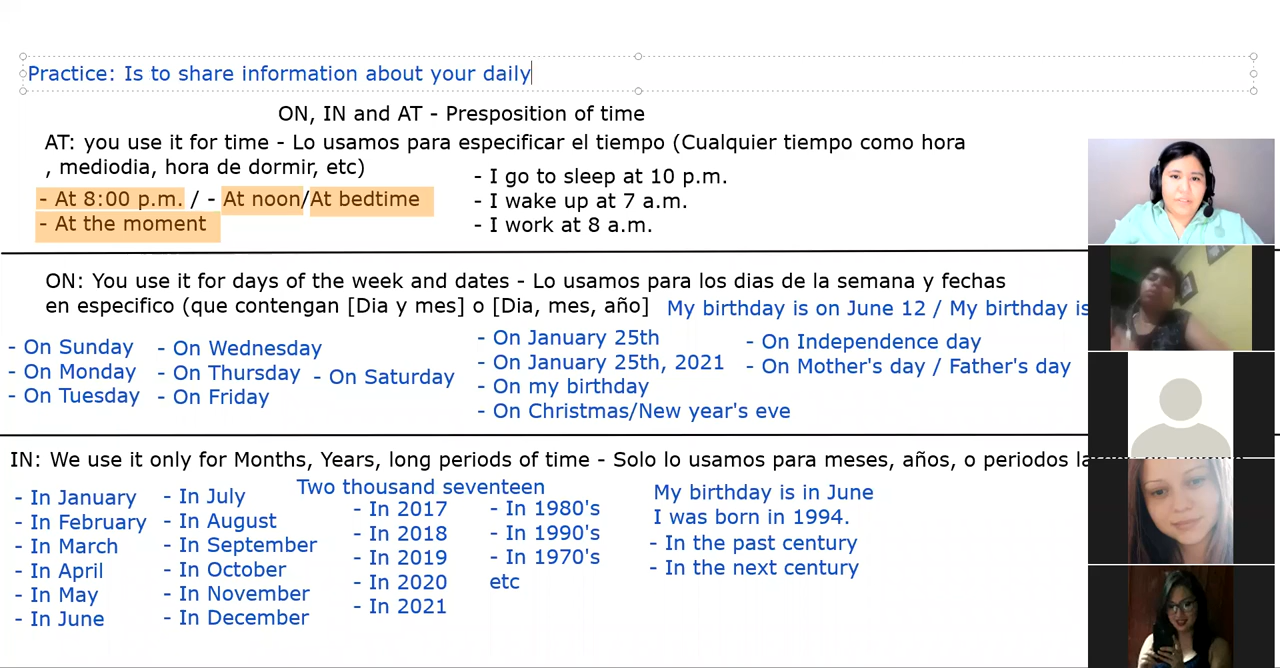 Practice: Is to share information about your daily
ON, IN and AT - Presposition of time
AT: you use it for time - Lo usamos para especificar el tiempo (Cualquier tiempo como hora
, mediodia, hora de dormir, etc)
- At 8:00 p.m. / - At noon/At bedtime
- At the moment
- I go to sleep at 10 p.m.
- I wake up at 7 a.m.
- I work at 8 a.m.
ON: You use it for days of the week and dates - Lo usamos para los dias de la semana y fechas
en especifico (que contengan [Dia y mes] o [Dia, mes, año]
My birthday is on June 12 / My birthday is
- On Sunday
- On Monday
- On Tuesday
- On Wednesday
- On Thursday
- On Friday
- On Saturday
- On January 25th
- On January 25th, 2021
- On my birthday
- On Christmas/New year's eve
- On Independence day
- On Mother's day / Father's day
IN: We use it only for Months, Years, long periods of time - Solo lo usamos para meses, años, o periodos
- In January
- In February
- In March
- In April
- In May
- In June
- In July
- In August
- In September
- In October
- In November
- In December
Two thousand seventeen
- In 2017
- In 2018
- In 2019
- In 2020
- In 2021
- In 1980's
- In 1990's
- In 1970's
etc
My birthday is in June
I was born in 1994.
- In the past century
- In the next century